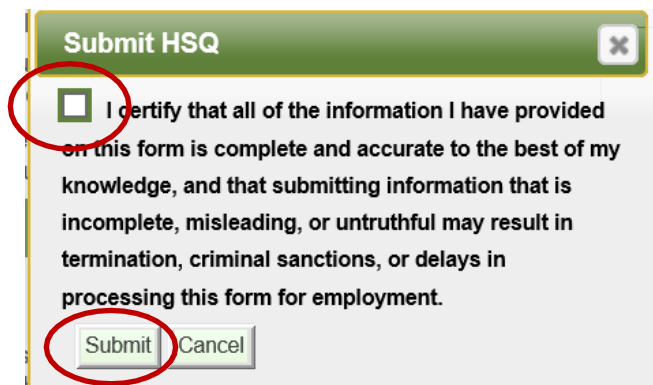 Submit HSQ
I certify that all of the information I have provided
on this form is complete and accurate to the best of my
knowledge, and that submitting information that is
incomplete, misleading, or untruthful may result in
termination, criminal sanctions, or delays in
processing this form for employment.
Submit Cancel